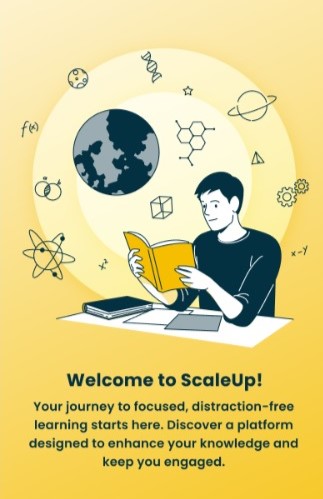 f(x)
x²
x-y
Welcome to ScaleUp!
Your journey to focused, distraction-free
learning starts here. Discover a platform
designed to enhance your knowledge and
keep you engaged.